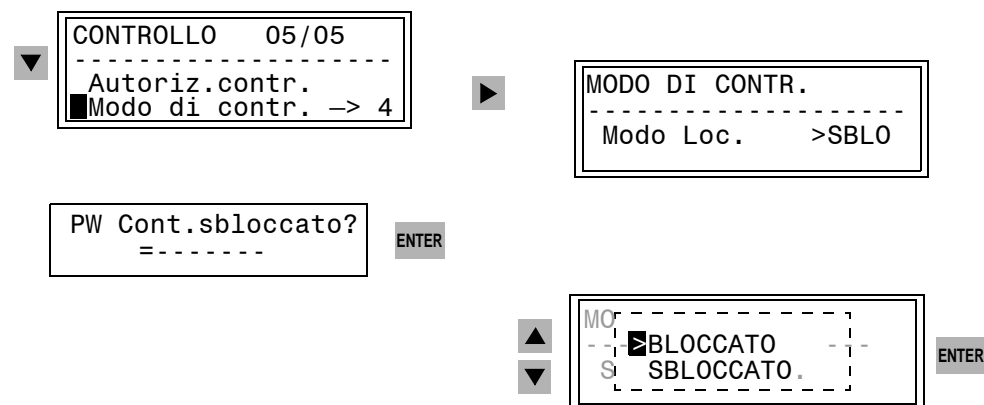 CONTROLLO 05/05
- - - - - - - - - - - - - - - - - - - -
Autoriz.contr.
Modo di contr. —> 4
MODO DI CONTR.
- - - - - - - - - - - - - - - - - - - -
Modo Loc. >SBLO
PW Cont.sbloccato?
=-------
ENTER
MO
>BLOCCATO
S SBLOCCATO.
ENTER